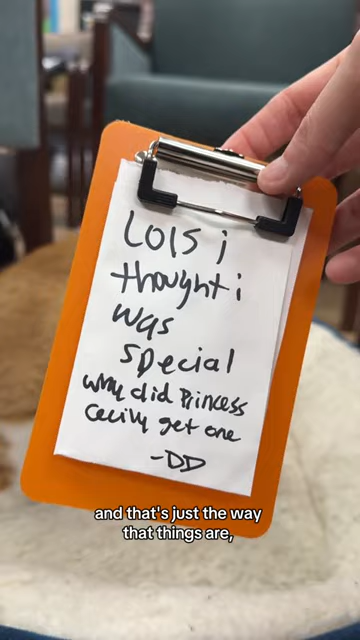 Lois i
thought i
was
special
why did Princess
Cecily get one
-DD
and that's just the way
that things are,